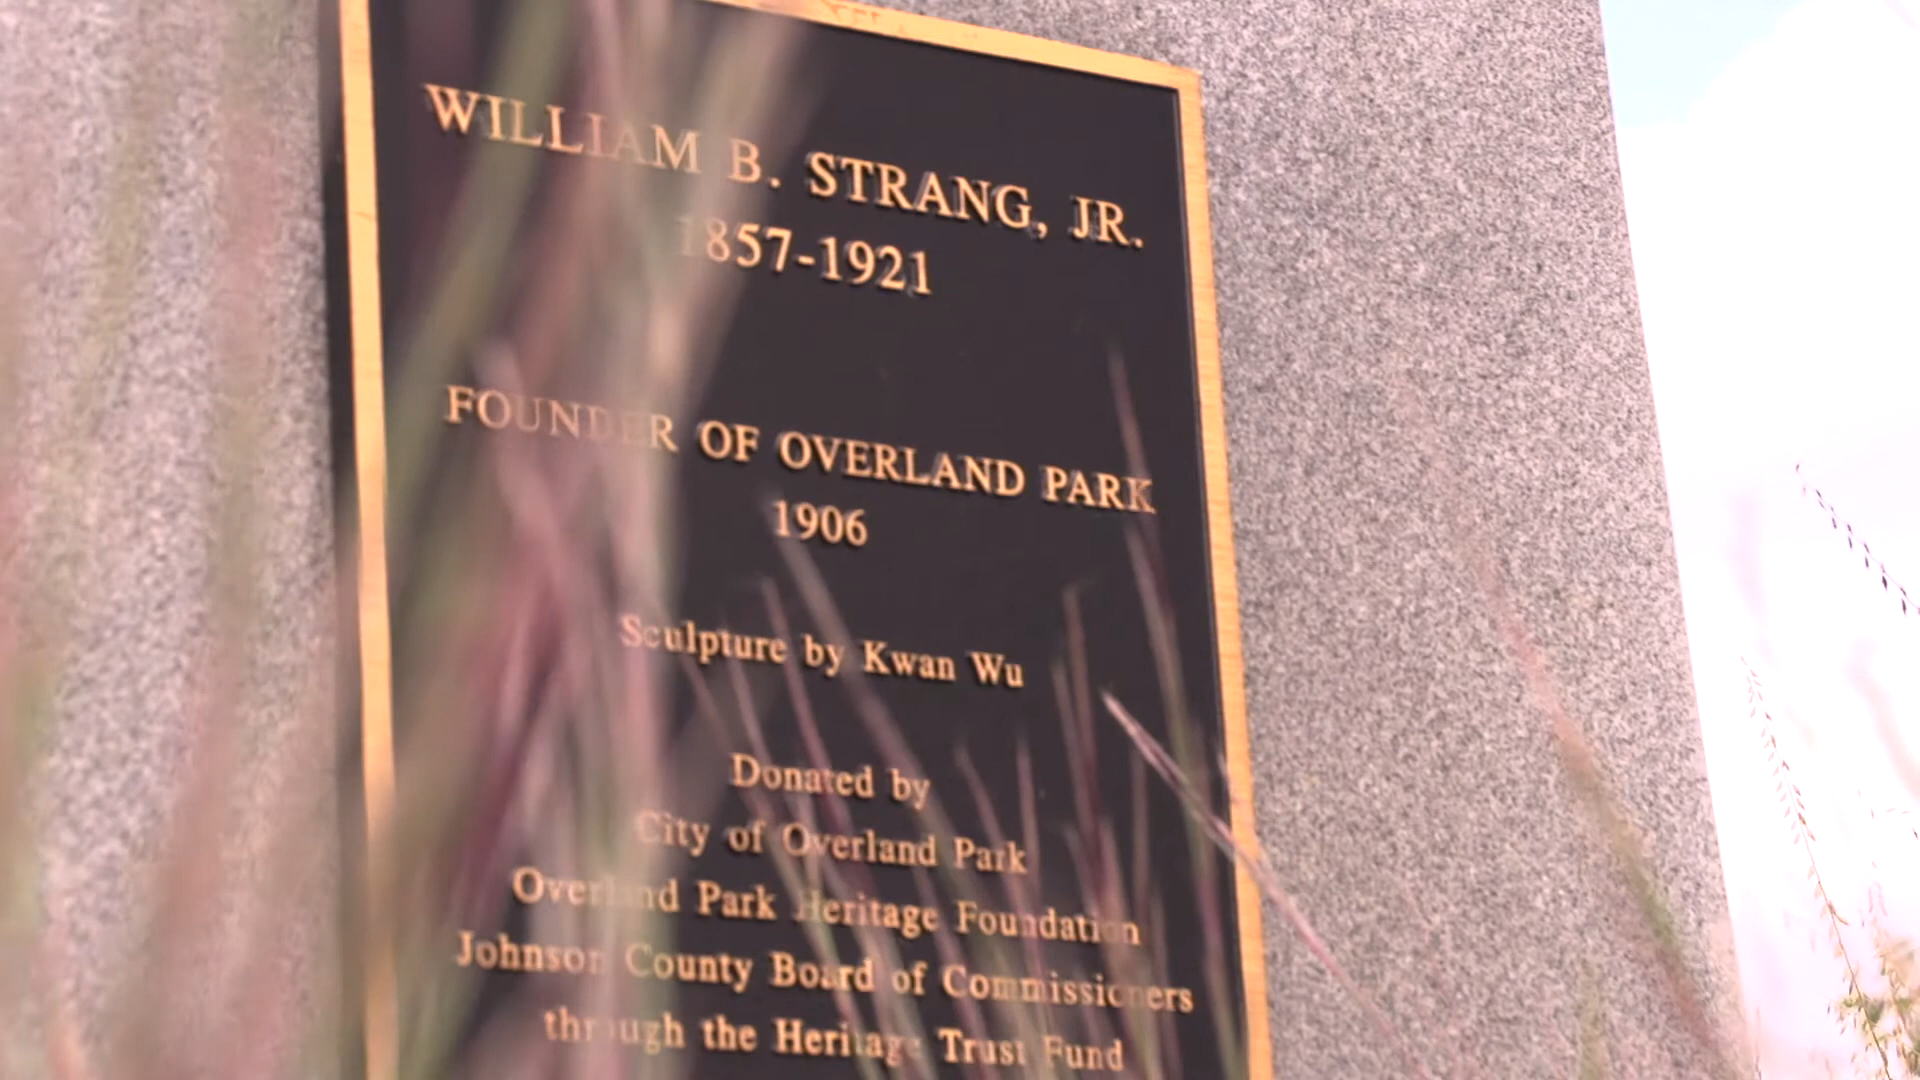 WILLIAM B. STRANG, JR.
1857-1921
FOUNDER OF OVERLAND PARK
1906
Sculpture by Kwan Wu
Donated by
City of Overland Park
Overland Park Heritage Foundation
Johnson County Board of Commissioners
through the Heritage Trust Fund